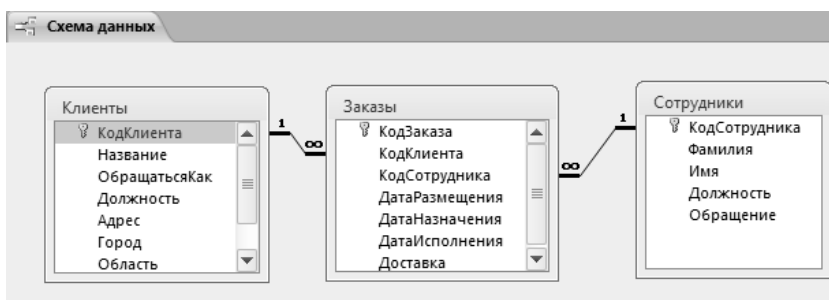 Схема данных
Клиенты
КодКлиента
Название
ОбращатьсяКак
Должность
Адрес
Город
Область
1
∞
Заказы
КодЗаказа
КодКлиента
КодСотрудника
ДатаРазмещения
ДатаНазначения
ДатаИсполнения
Доставка
∞
1
Сотрудники
КодСотрудника
Фамилия
Имя
Должность
Обращение